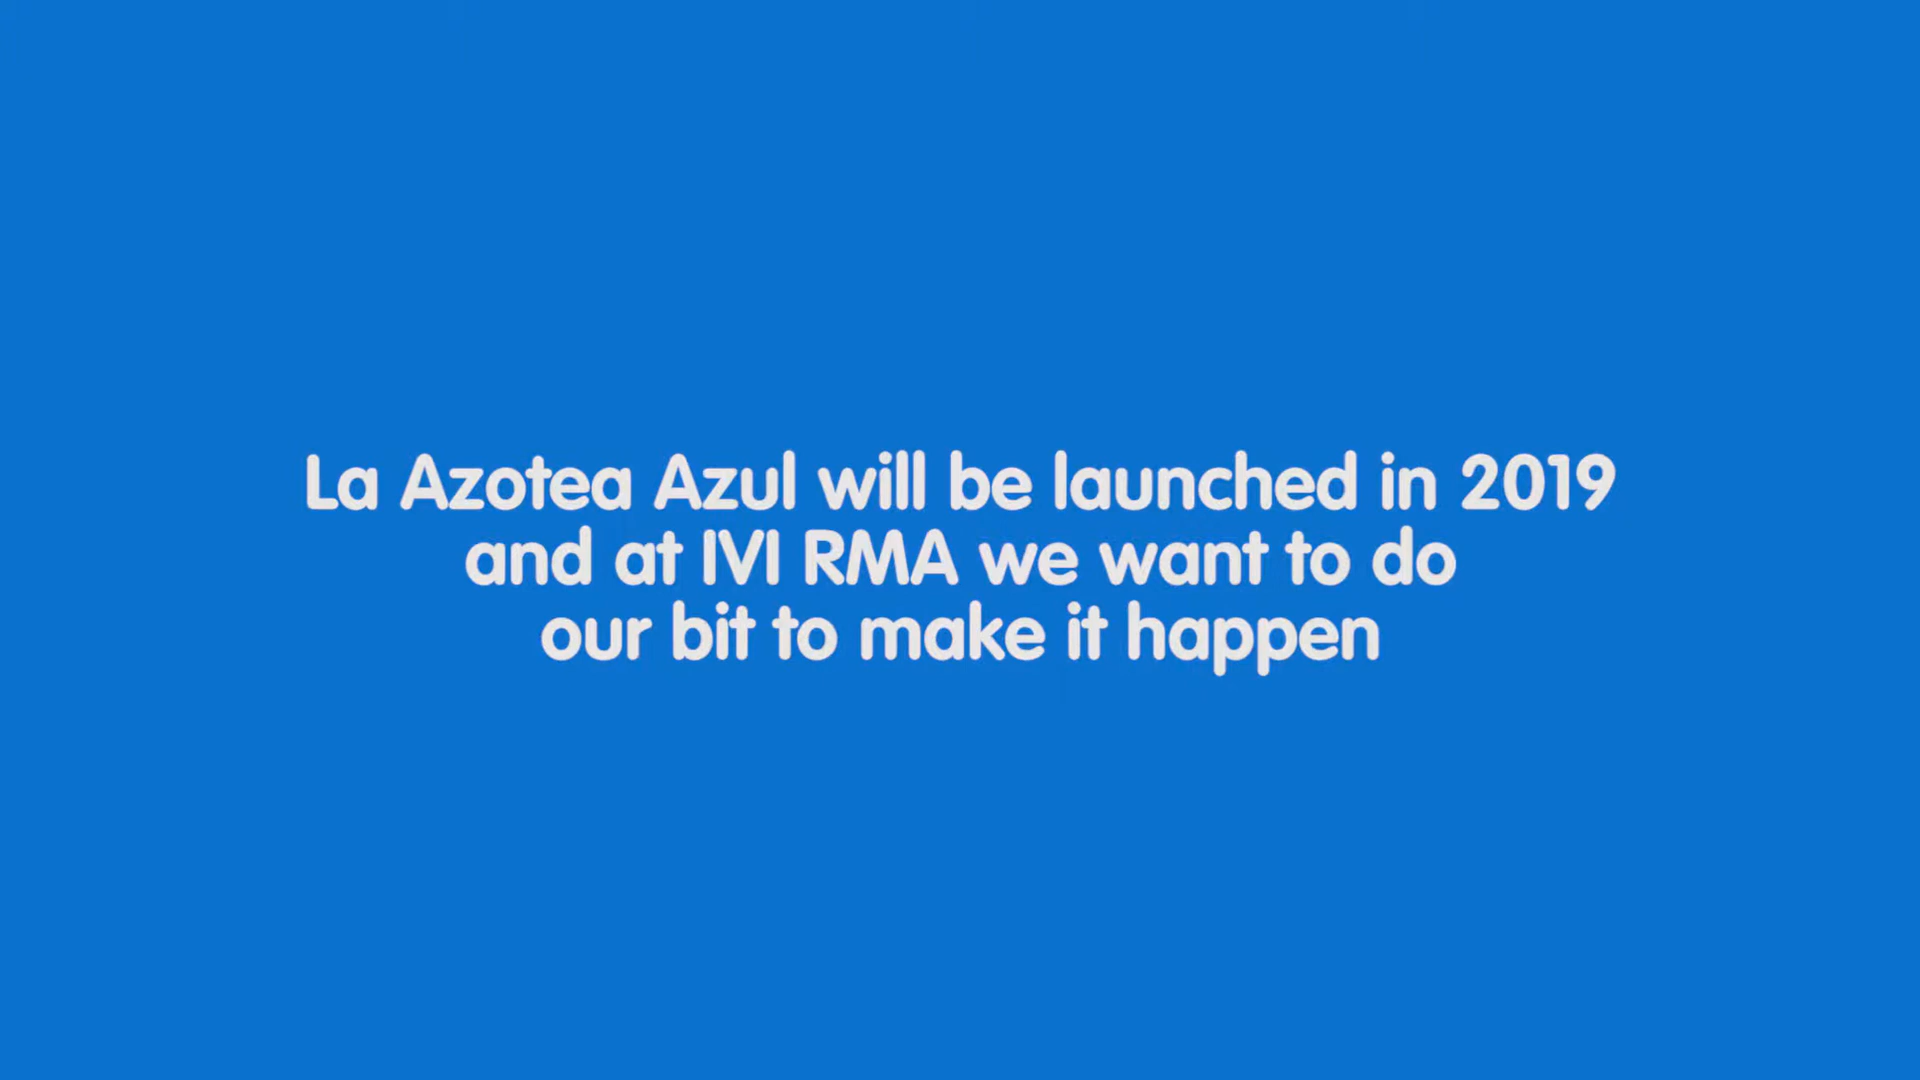 La Azotea Azul will be launched in 2019
and at IVI RMA we want to do
our bit to make it happen